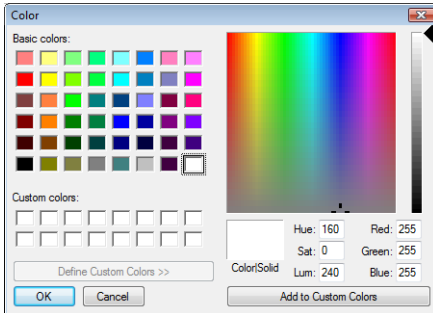 Color
Basic colors:
Custom colors:
Define Custom Colors >>
OK Cancel
Hue: 160 Red: 255
Sat: 0 Green: 255
Color|Solid Lum: 240 Blue: 255
Add to Custom Colors